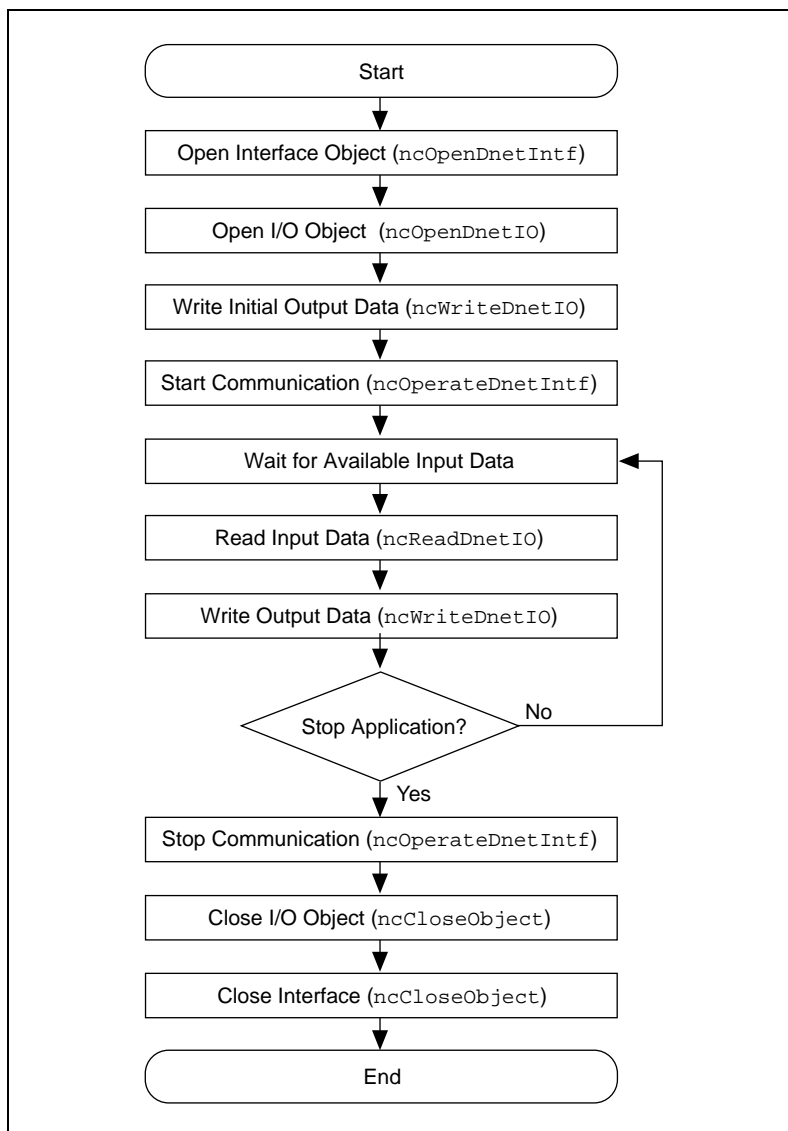 Start
Open Interface Object (ncOpenDnetIntf)
Open I/O Object (ncOpenDnetIO)
Write Initial Output Data (ncWriteDnetIO)
Start Communication (ncOperateDnetIntf)
Wait for Available Input Data
Read Input Data (ncReadDnetIO)
Write Output Data (ncWriteDnetIO)
Stop Application?
No
Yes
Stop Communication (ncOperateDnetIntf)
Close I/O Object (ncCloseObject)
Close Interface (ncCloseObject)
End